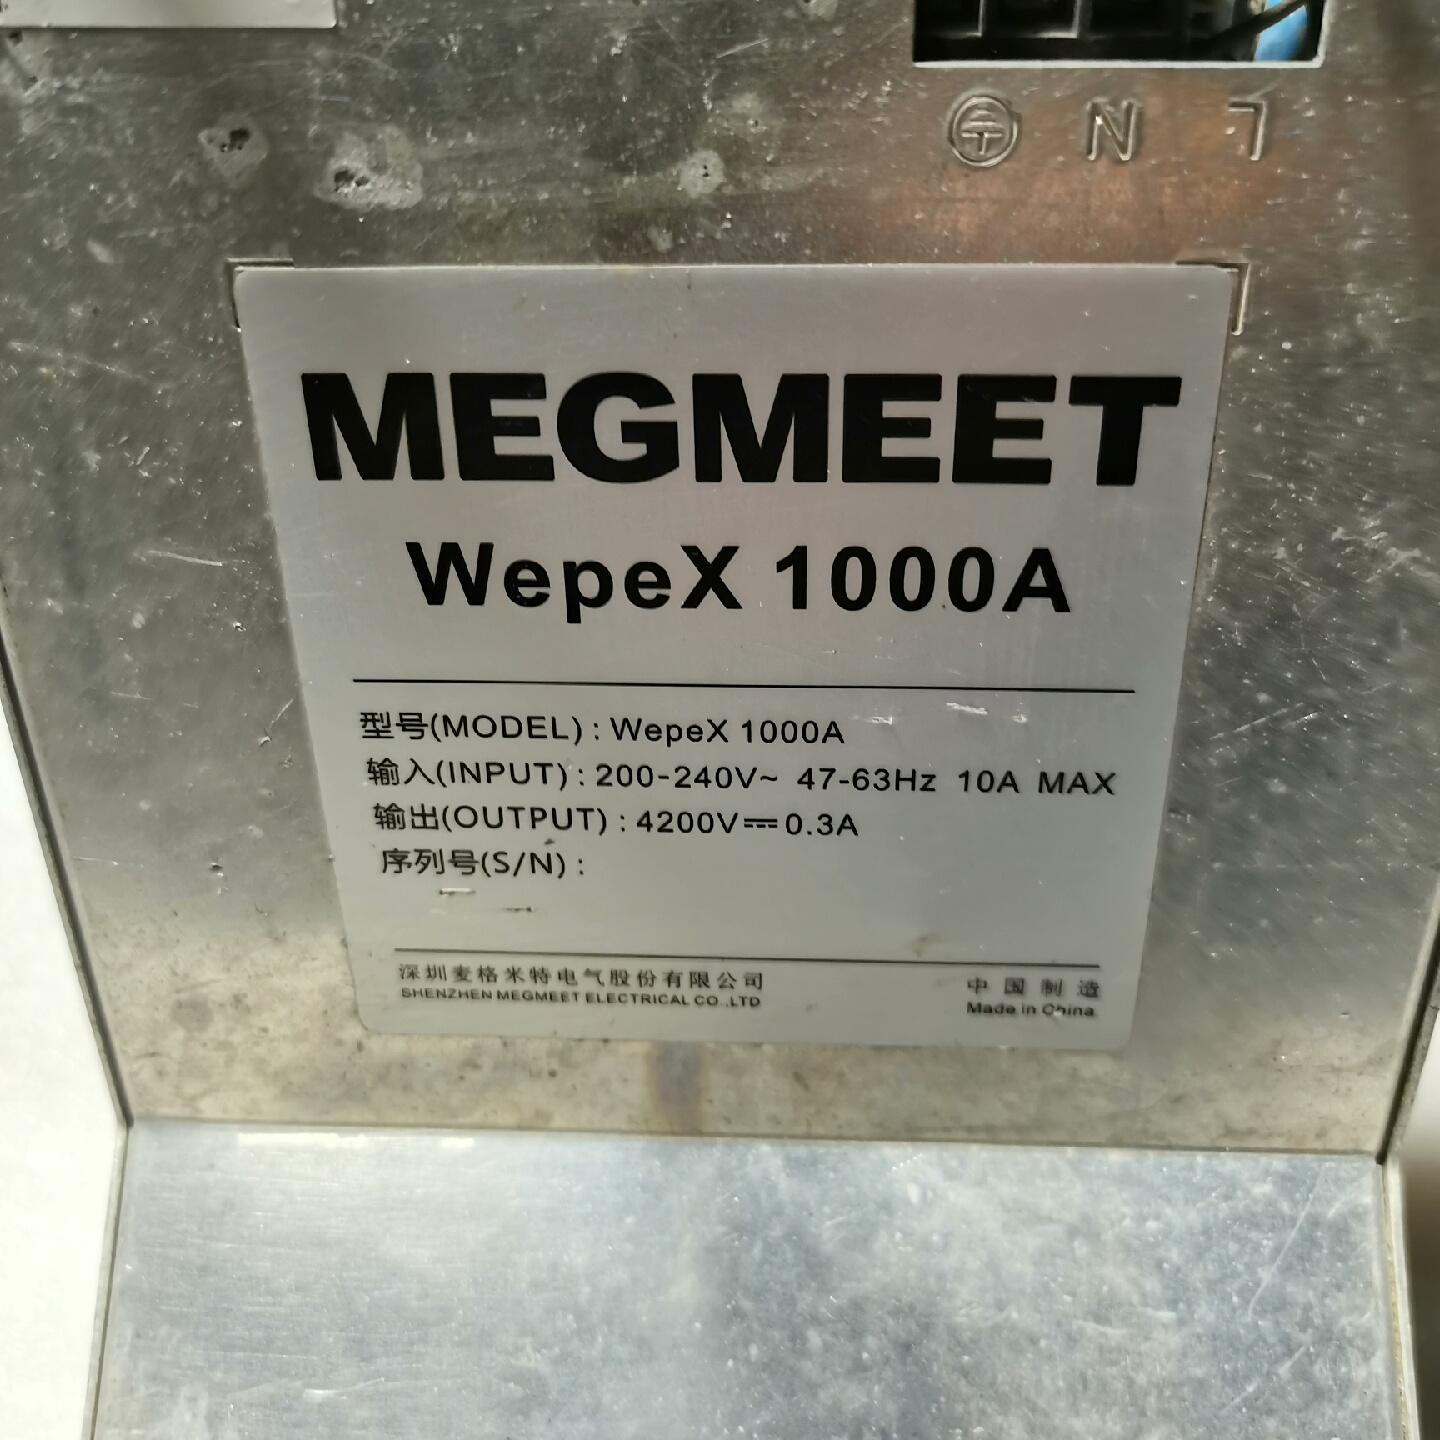 N L
MEGMEET
WepeX 1000A
型号(MODEL) : WepeX 1000A
输入(INPUT) : 200-240V~ 47-63Hz 10A MAX
输出(OUTPUT) : 4200V⎓0.3A
序列号(S/N) :
深圳麦格米特电气股份有限公司
SHENZHEN MEGMEET ELECTRICAL CO.,LTD
中国制造
Made in China